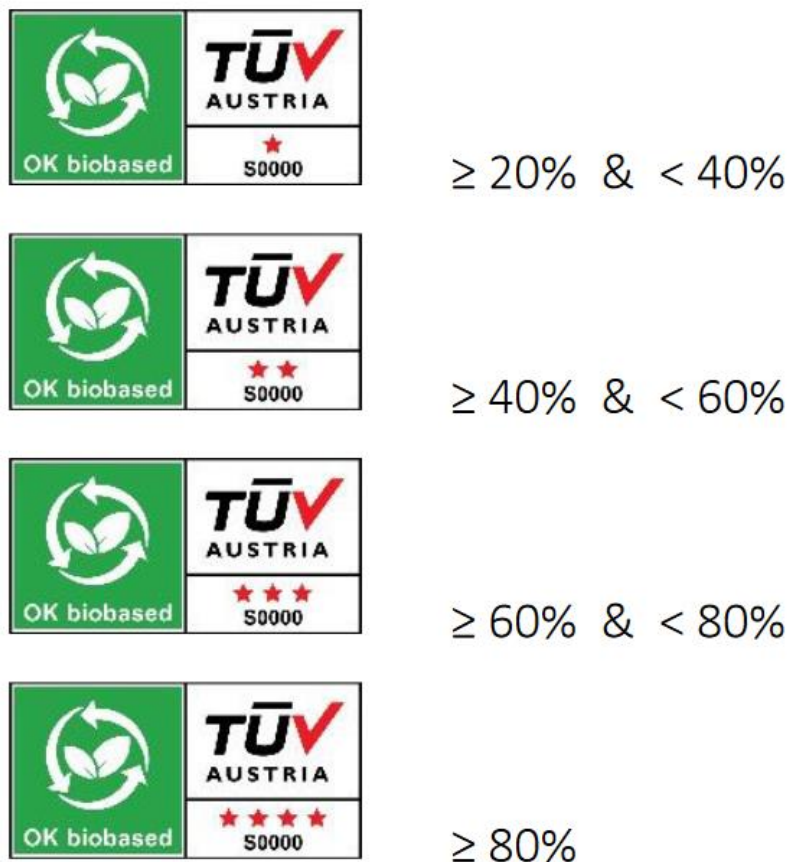 TÜV
AUSTRIA
OK biobased
S0000
≥ 20% & < 40%
TÜV
AUSTRIA
OK biobased
S0000
≥ 40% & < 60%
TÜV
AUSTRIA
OK biobased
S0000
≥ 60% & < 80%
TÜV
AUSTRIA
OK biobased
S0000
≥ 80%